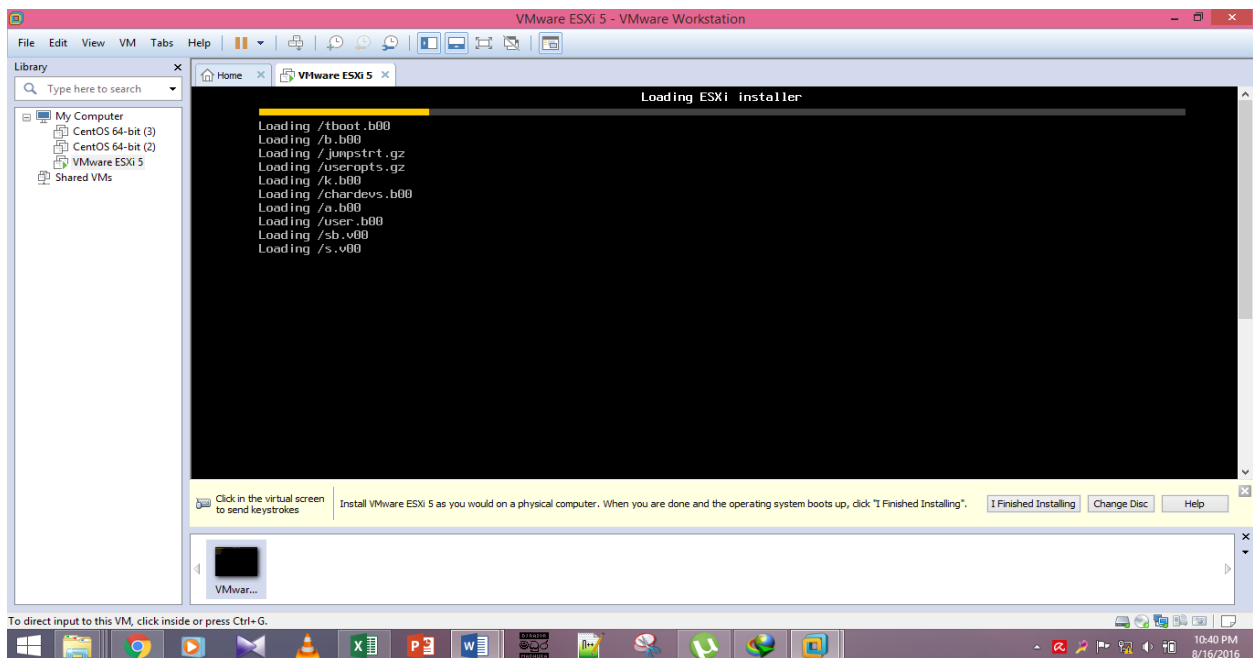 VMware ESXi 5 - VMware Workstation
File Edit View VM Tabs Help
Library
Type here to search
My Computer
CentOS 64-bit (3)
CentOS 64-bit (2)
VMware ESXi 5
Shared VMs
Home
VMware ESXi 5
Loading ESXi installer
Loading /tboot.b00
Loading /b.b00
Loading /jumpstrt.gz
Loading /useropts.gz
Loading /k.b00
Loading /chardevs.b00
Loading /a.b00
Loading /user.b00
Loading /sb.v00
Loading /s.v00
Click in the virtual screen
to send keystrokes
Install VMware ESXi 5 as you would on a physical computer. When you are done and the operating system boots up, click "I Finished Installing".
I Finished Installing
Change Disc
Help
VMwar...
To direct input to this VM, click inside or press Ctrl+G.
10:40 PM
8/16/2016